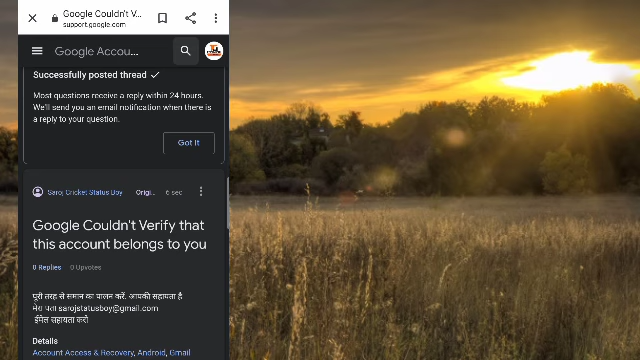 Google Couldn't V...
support.google.com
Google Accou...
Successfully posted thread
Most questions receive a reply within 24 hours.
We'll send you an email notification when there is
a reply to your question.
Got it
Saroj Cricket Status Boy Origi... 6 sec
Google Couldn't Verify that
this account belongs to you
0 Replies 0 Upvotes
पूरी तरह से समान का पालन करें. आपकी सहायता है
मेरा पता sarojstatusboy@gmail.com
ईमेल सहायता करो
Details
Account Access & Recovery, Android, Gmail